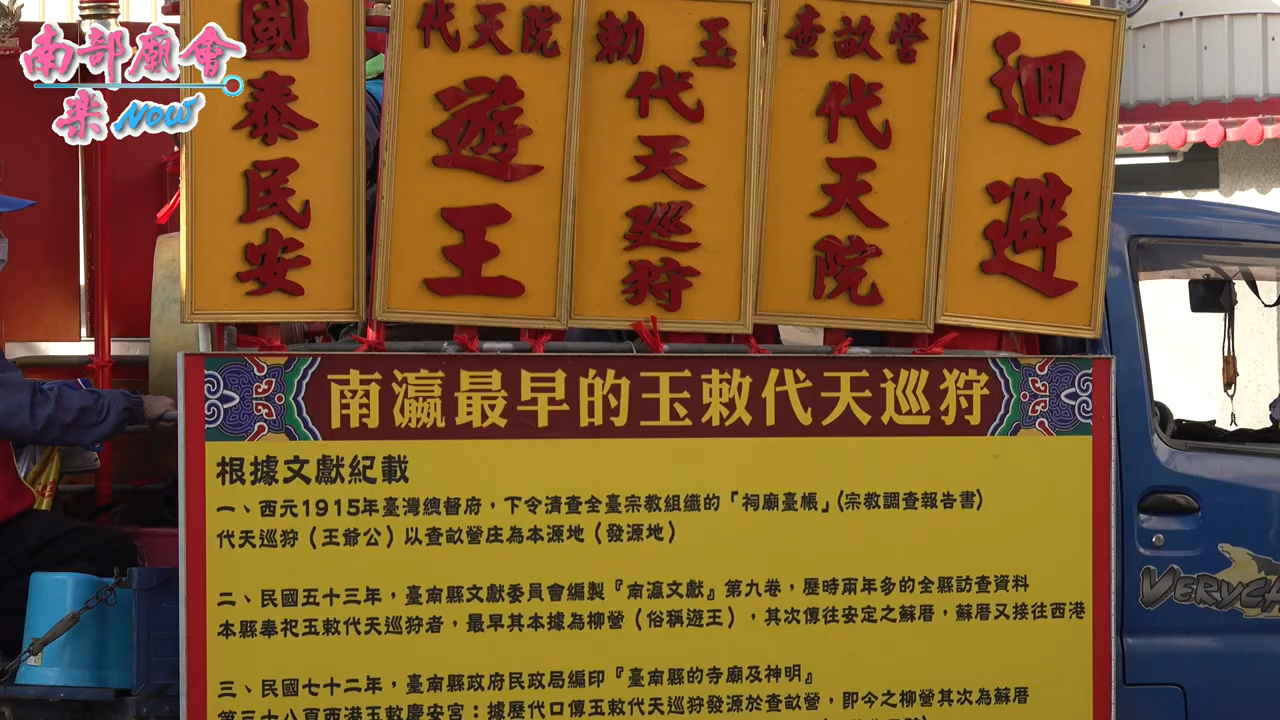 南部廟會
樂 NOW
國泰民安
代天院
遊王
玉勅
代天巡狩
查畝營
代天院
迴避
南瀛最早的玉敕代天巡狩
根據文獻紀載
一、西元1915年臺灣總督府，下令清查全臺宗教組織的「祠廟臺帳」(宗教調查報告書)
代天巡狩（王爺公）以查畝營庄為本源地（發源地）
二、民國五十三年，臺南縣文獻委員會編製『南瀛文獻』第九卷，歷時兩年多的全縣訪查資料
本縣奉祀玉敕代天巡狩者，最早其本據為柳營（俗稱遊王），其次傳往安定之蘇厝，蘇厝又接往西港
三、民國七十二年，臺南縣政府民政局編印『臺南縣的寺廟及神明』
第三十八頁西港玉敕慶安宮：據歷代口傳玉敕代天巡狩發源於查畝營，即今之柳營其次為蘇厝